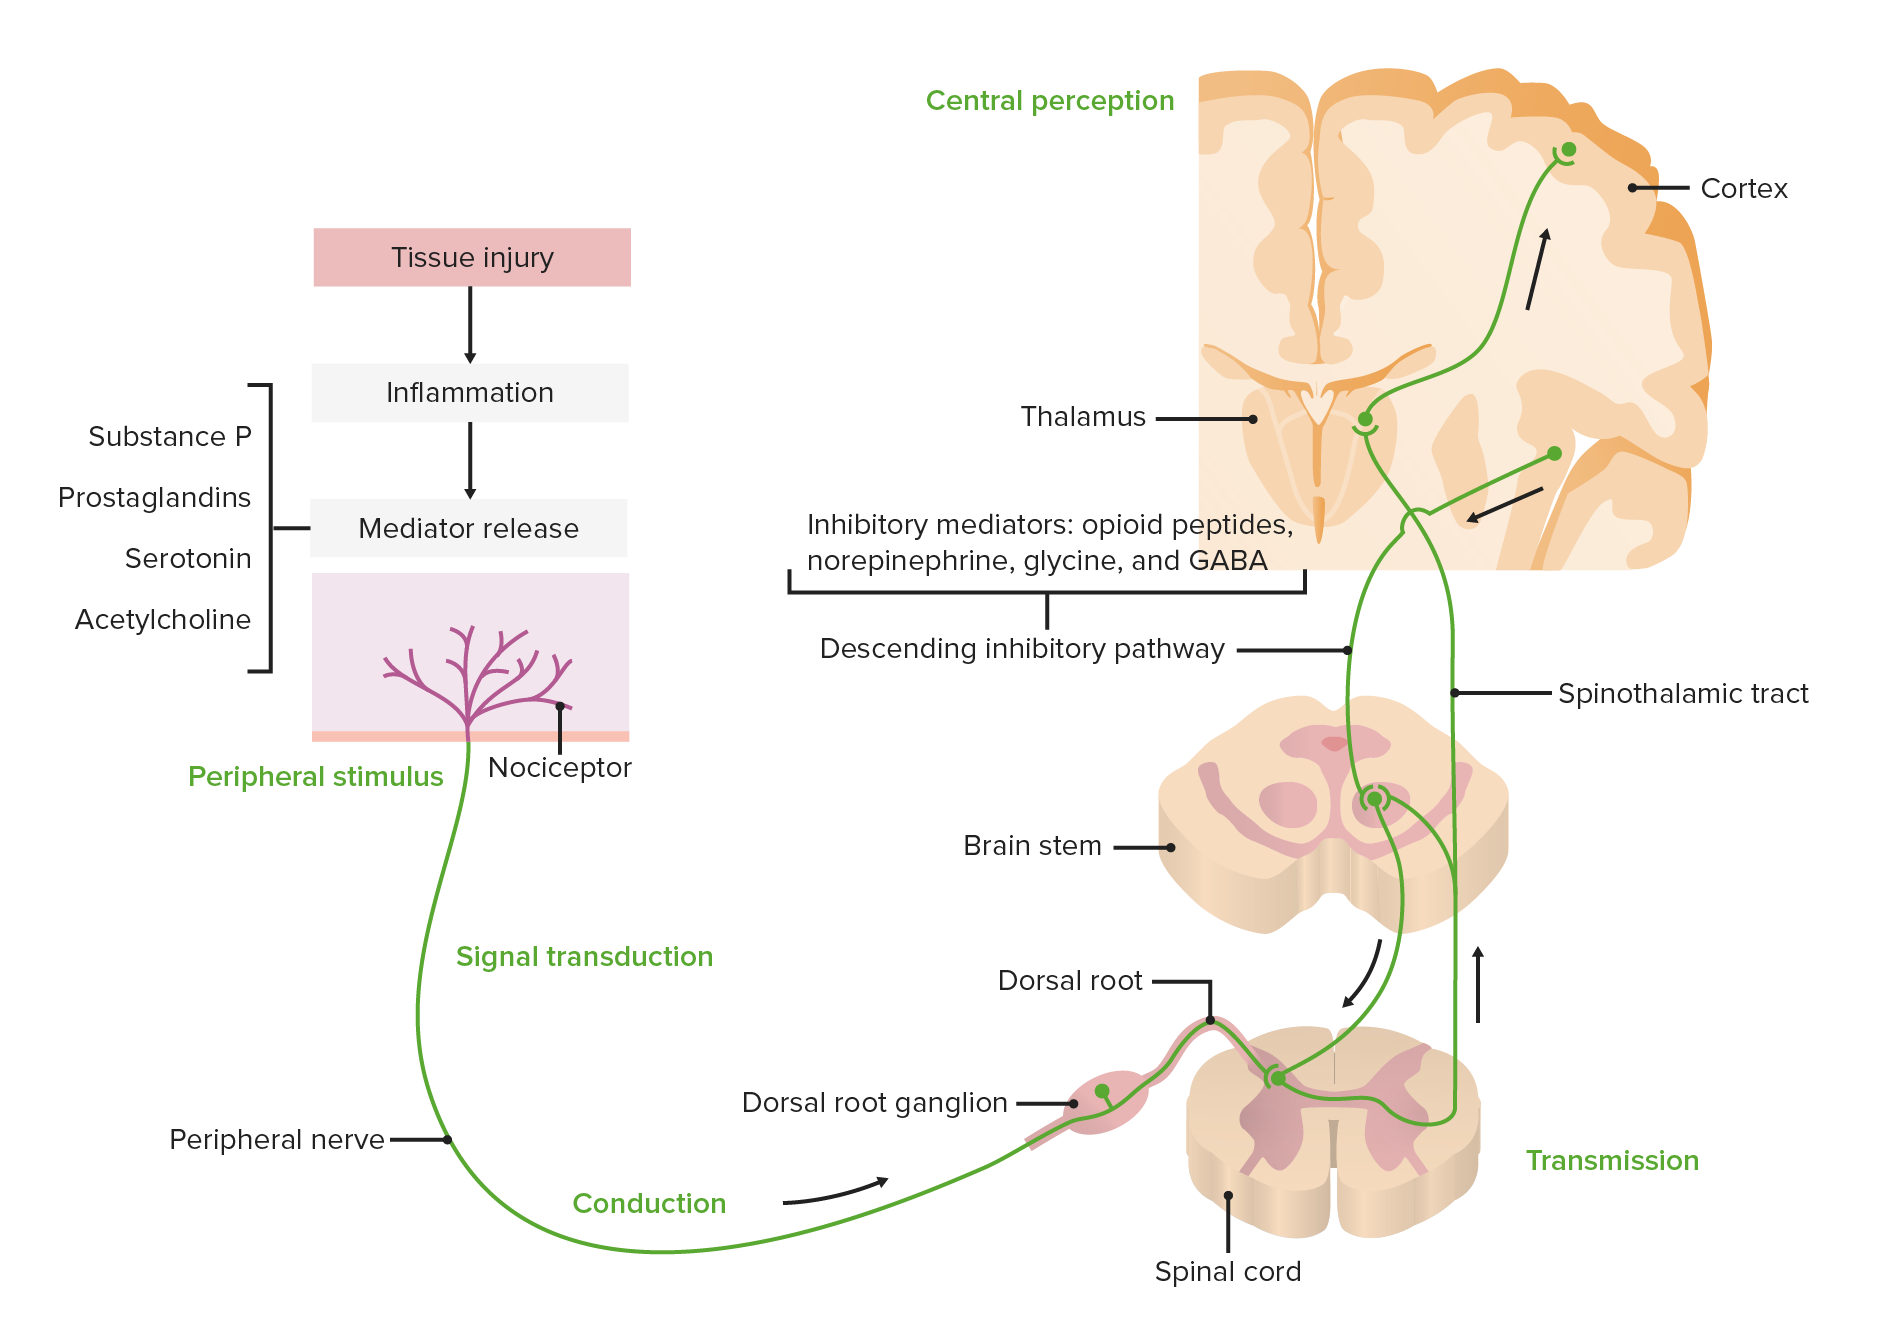 Central perception
Cortex
Tissue injury
Inflammation
Substance P
Prostaglandins
Serotonin
Acetylcholine
Mediator release
Thalamus
Inhibitory mediators: opioid peptides,
norepinephrine, glycine, and GABA
Descending inhibitory pathway
Spinothalamic tract
Nociceptor
Peripheral stimulus
Brain stem
Signal transduction
Dorsal root
Dorsal root ganglion
Peripheral nerve
Conduction
Transmission
Spinal cord